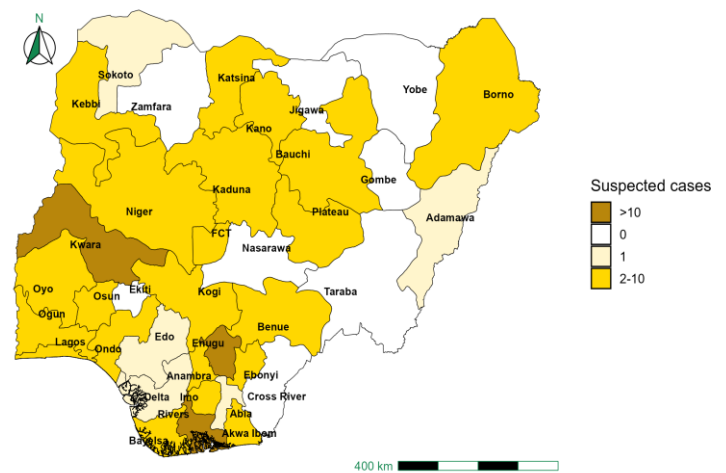 N
Sokoto
Katsina
Yobe
Borno
Kebbi
Zamfara
Jigawa
Kano
Bauchi
Gombe
Kaduna
Niger
Plateau
Adamawa
FCT
Kwara
Nasarawa
Taraba
Oyo
Osun
Ekiti
Kogi
Ogun
Benue
Lagos
Ondo
Edo
Enugu
Anambra
Ebonyi
Delta
Imo
Cross River
Rivers
Abia
Bayelsa
Akwa Ibom
Suspected cases
>10
0
1
2-10
400 km